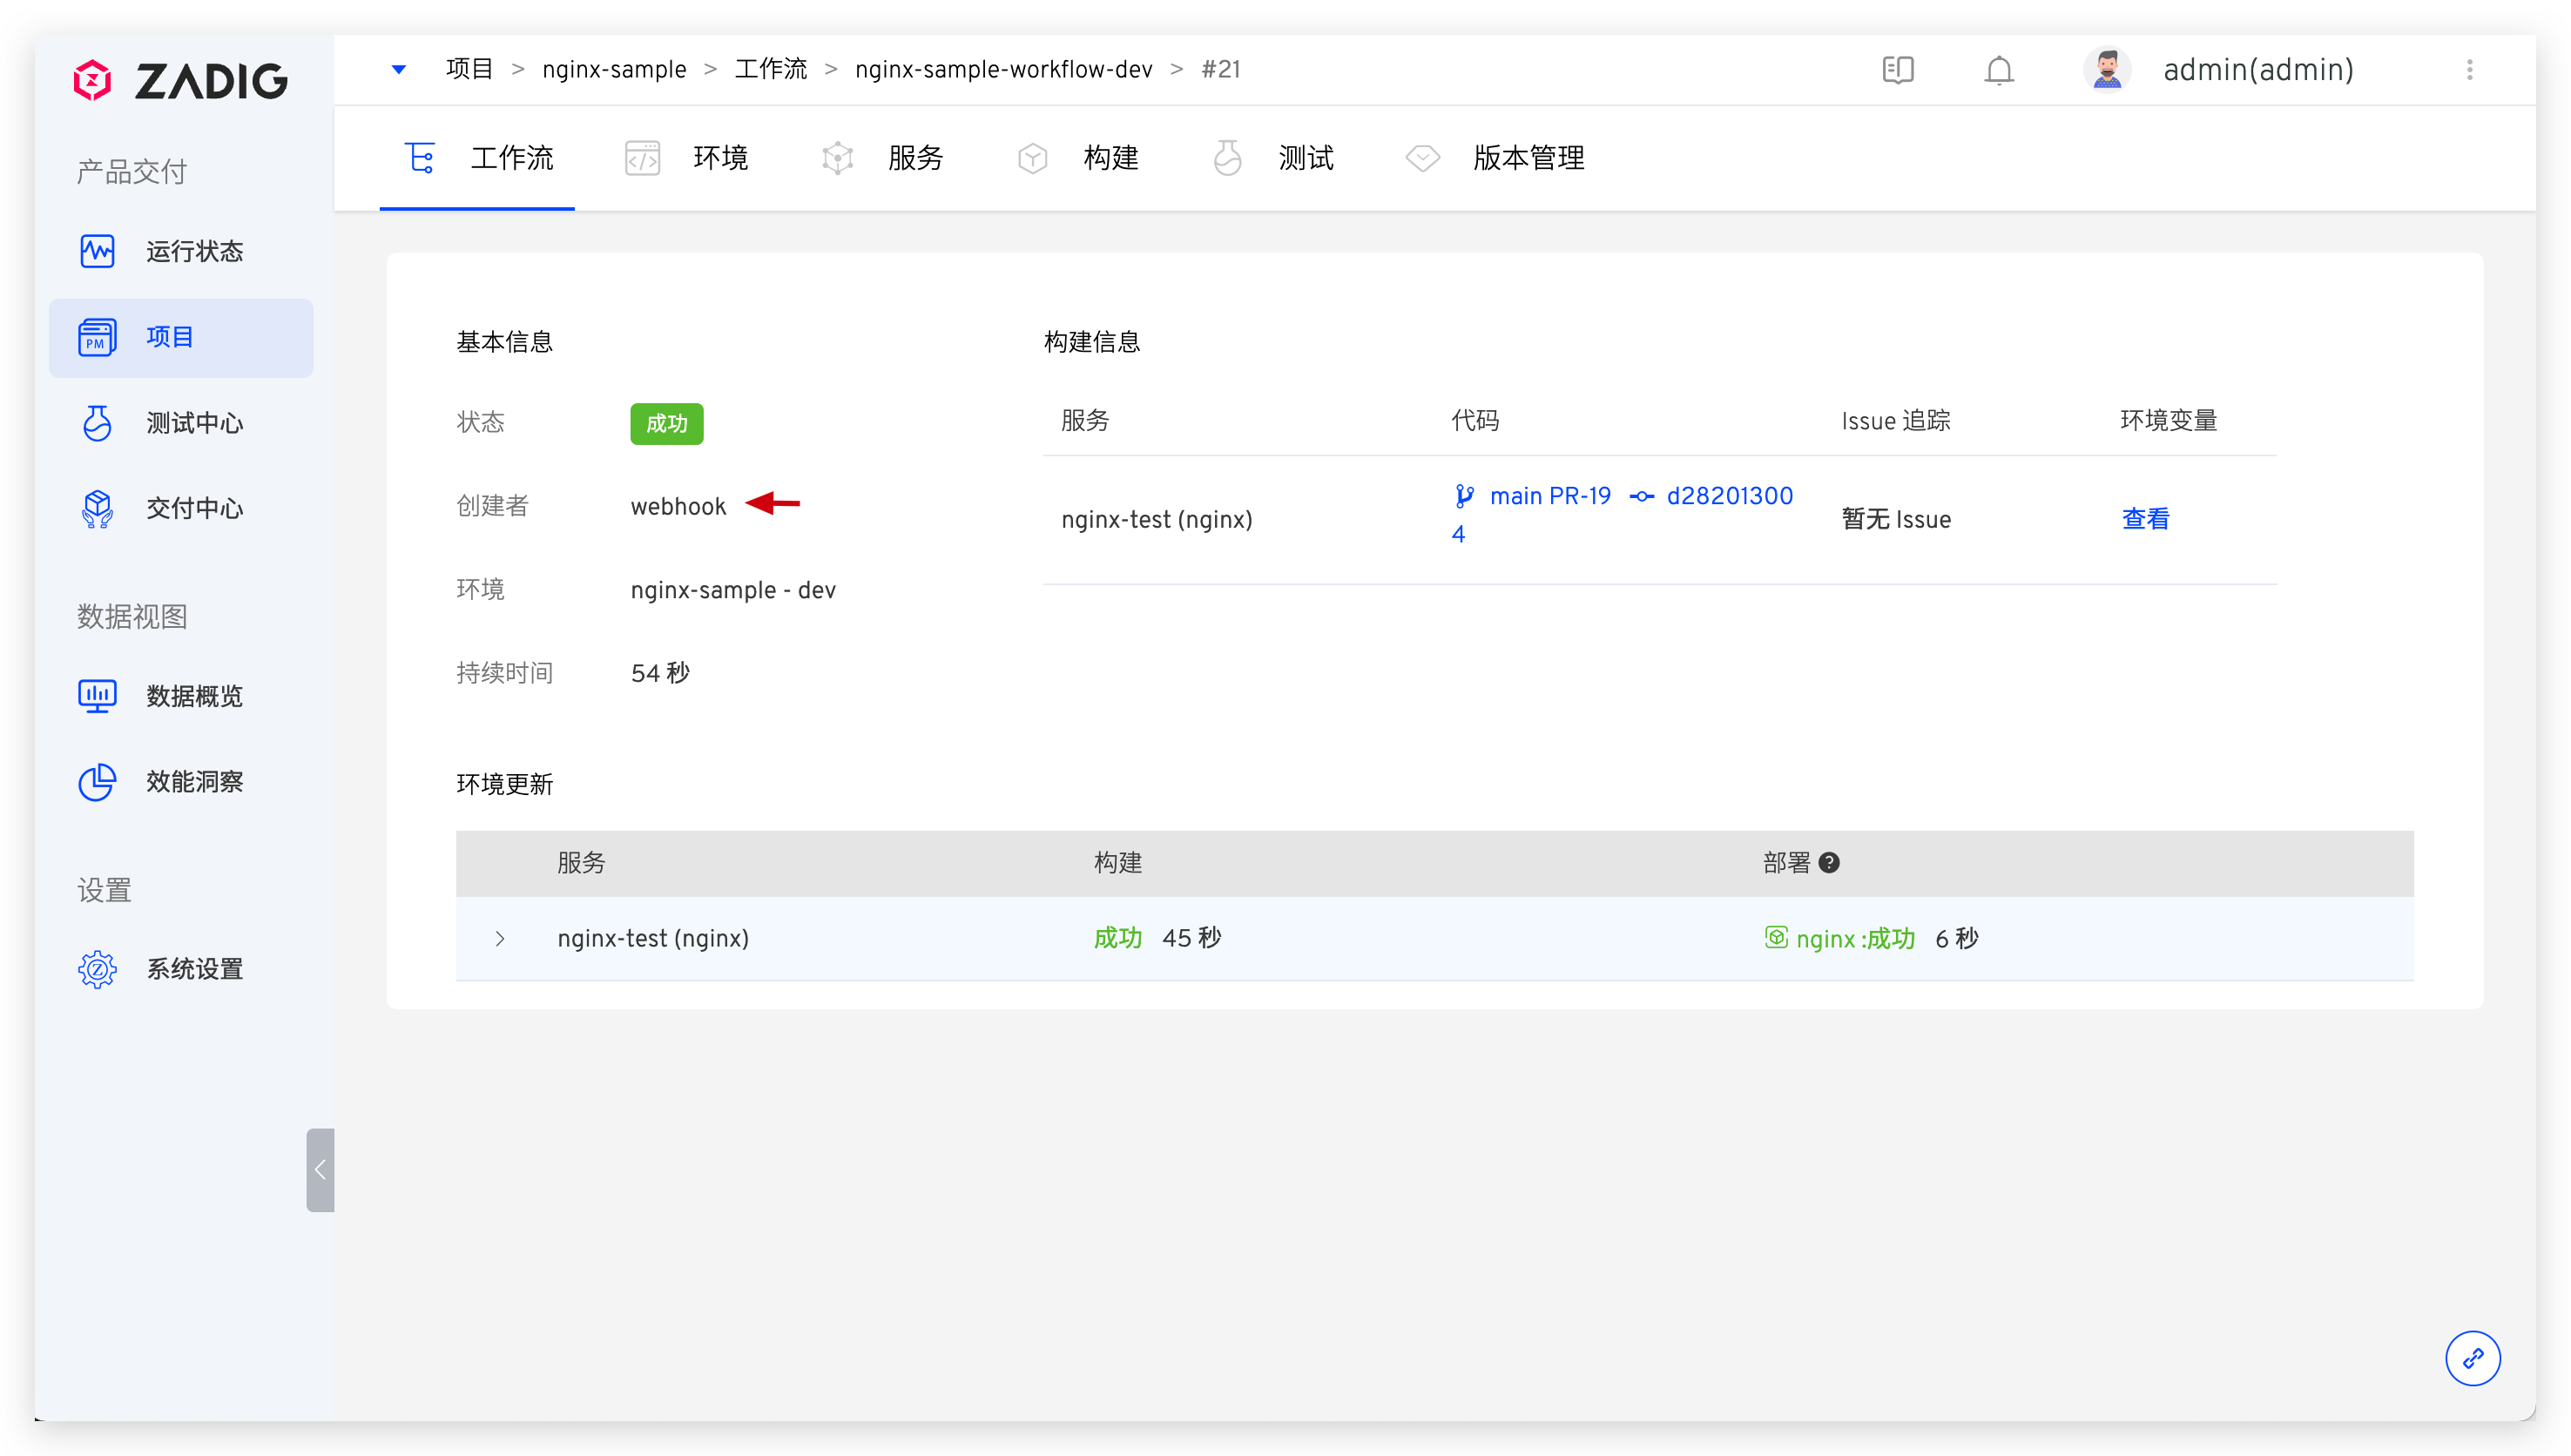 ZADIG
项目 > nginx-sample > 工作流 > nginx-sample-workflow-dev > #21
admin(admin)
产品交付
运行状态
PM
项目
测试中心
交付中心
数据视图
数据概览
效能洞察
设置
系统设置
工作流 环境 服务 构建 测试 版本管理
基本信息
状态 成功
创建者 webhook
环境 nginx-sample - dev
持续时间 54 秒
构建信息
服务 代码 Issue 追踪 环境变量
nginx-test (nginx) main PR-19 d28201300 暂无 Issue 查看
4
环境更新
服务 构建 部署 ?
nginx-test (nginx) 成功 45 秒 nginx :成功 6 秒